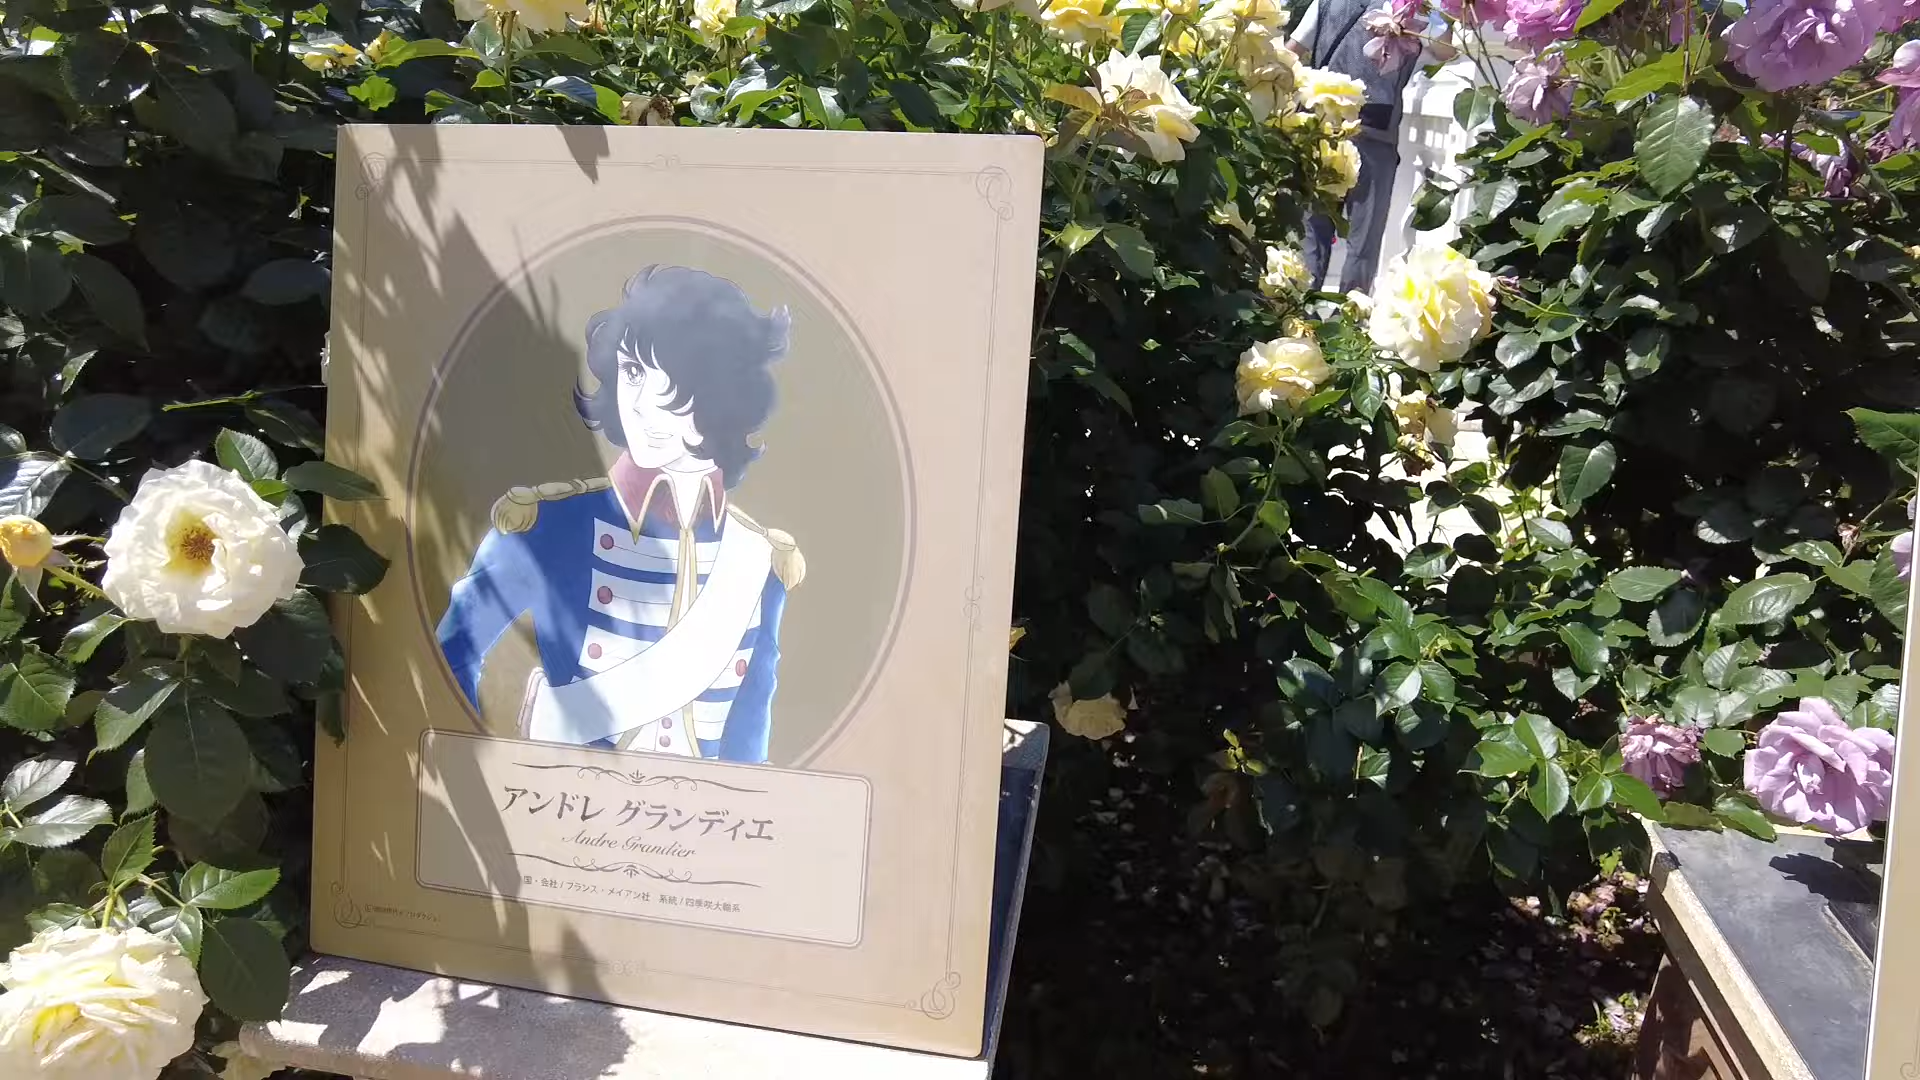 アンドレ グランディエ
Andre Grandier
国・会社 / フランス・メイアン社 系統 / 四季咲大輪系